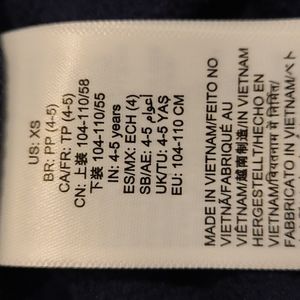 US: XS
BR: PP (4-5)
CA/FR: TP (4-5)
CN: 上装 104-110/58
下装 104-110/55
IN: 4-5 years
ES/MX: ECH (4)
SB/AE: 4-5 أعوام
UK/TU: 4-5 YAŞ
EU: 104-110 CM
MADE IN VIETNAM/FEITO NO
VIETNÃ/FABRIQUÉ AU
VIÊTNAM/越南制造/IN VIETNAM
HERGESTELLT/HECHO EN
VIETNAM/वियतनाम में निर्मित/
FABBRICATO IN VIETNAM/